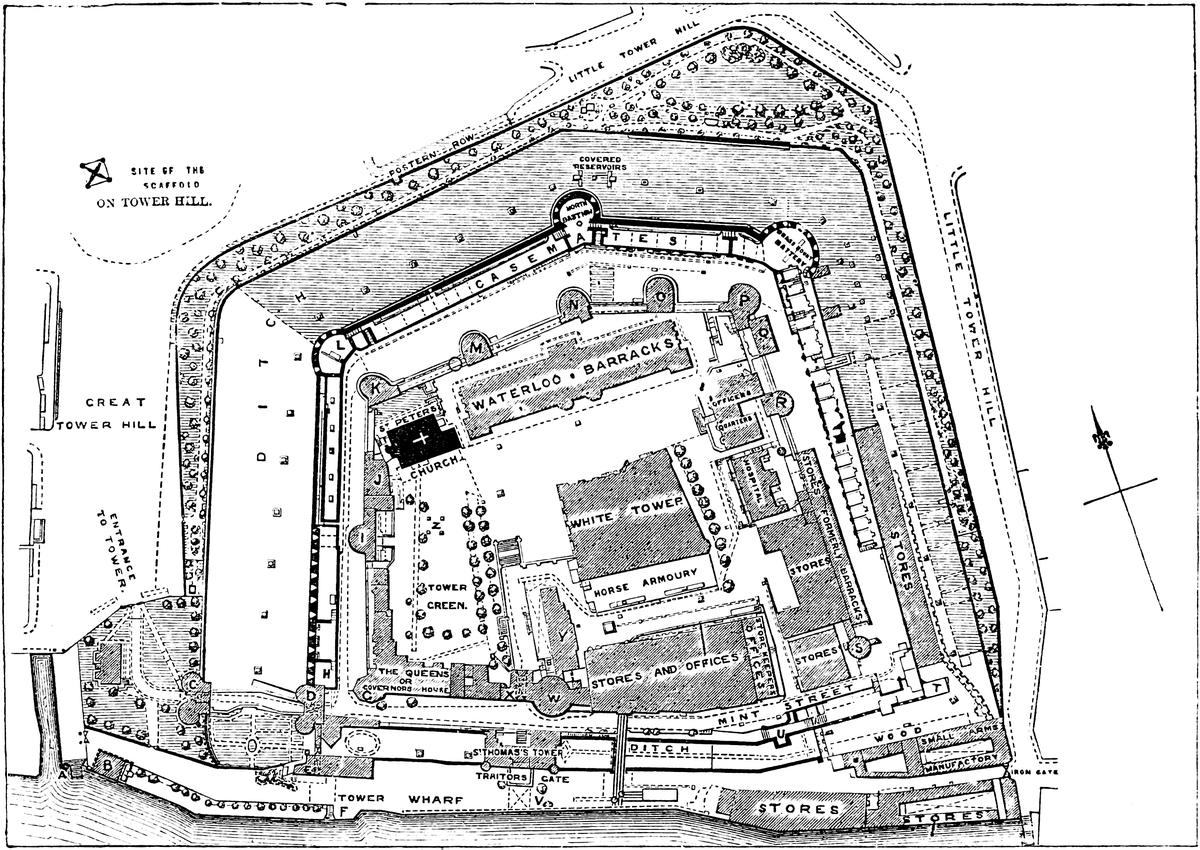 LITTLE TOWER HILL
POSTERN ROW
COVERED
RESERVOIRS
SITE OF THE
SCAFFOLD
ON TOWER HILL.
NORTH
BASTION
CASEMATES
BATTERY
LITTLE TOWER HILL
DITCH
L
N
O
P
Q
M
K
WATERLOO BARRACKS
OFFICERS
QUARTERS
R
GREAT
TOWER HILL
ST PETERS
CHURCH
J
HOSPITAL
STORES FORMERLY BARRACKS
STORES
I
Z
WHITE TOWER
ENTRANCE
TO TOWER
STORES
TOWER
GREEN.
HORSE ARMOURY
Y
STORE KEEPERS
OFFICES
S
STORES
STORES AND OFFICES
H
THE QUEENS
OR
GOVERNORS HOUSE
C
D
G
X
W
T
MINT STREET
U
WOOD
SMALL ARMS
MANUFACTORY
IRON GATE
ST THOMAS'S TOWER
DITCH
A
B
E
TRAITORS GATE
V
TOWER WHARF
F
STORES
STORES